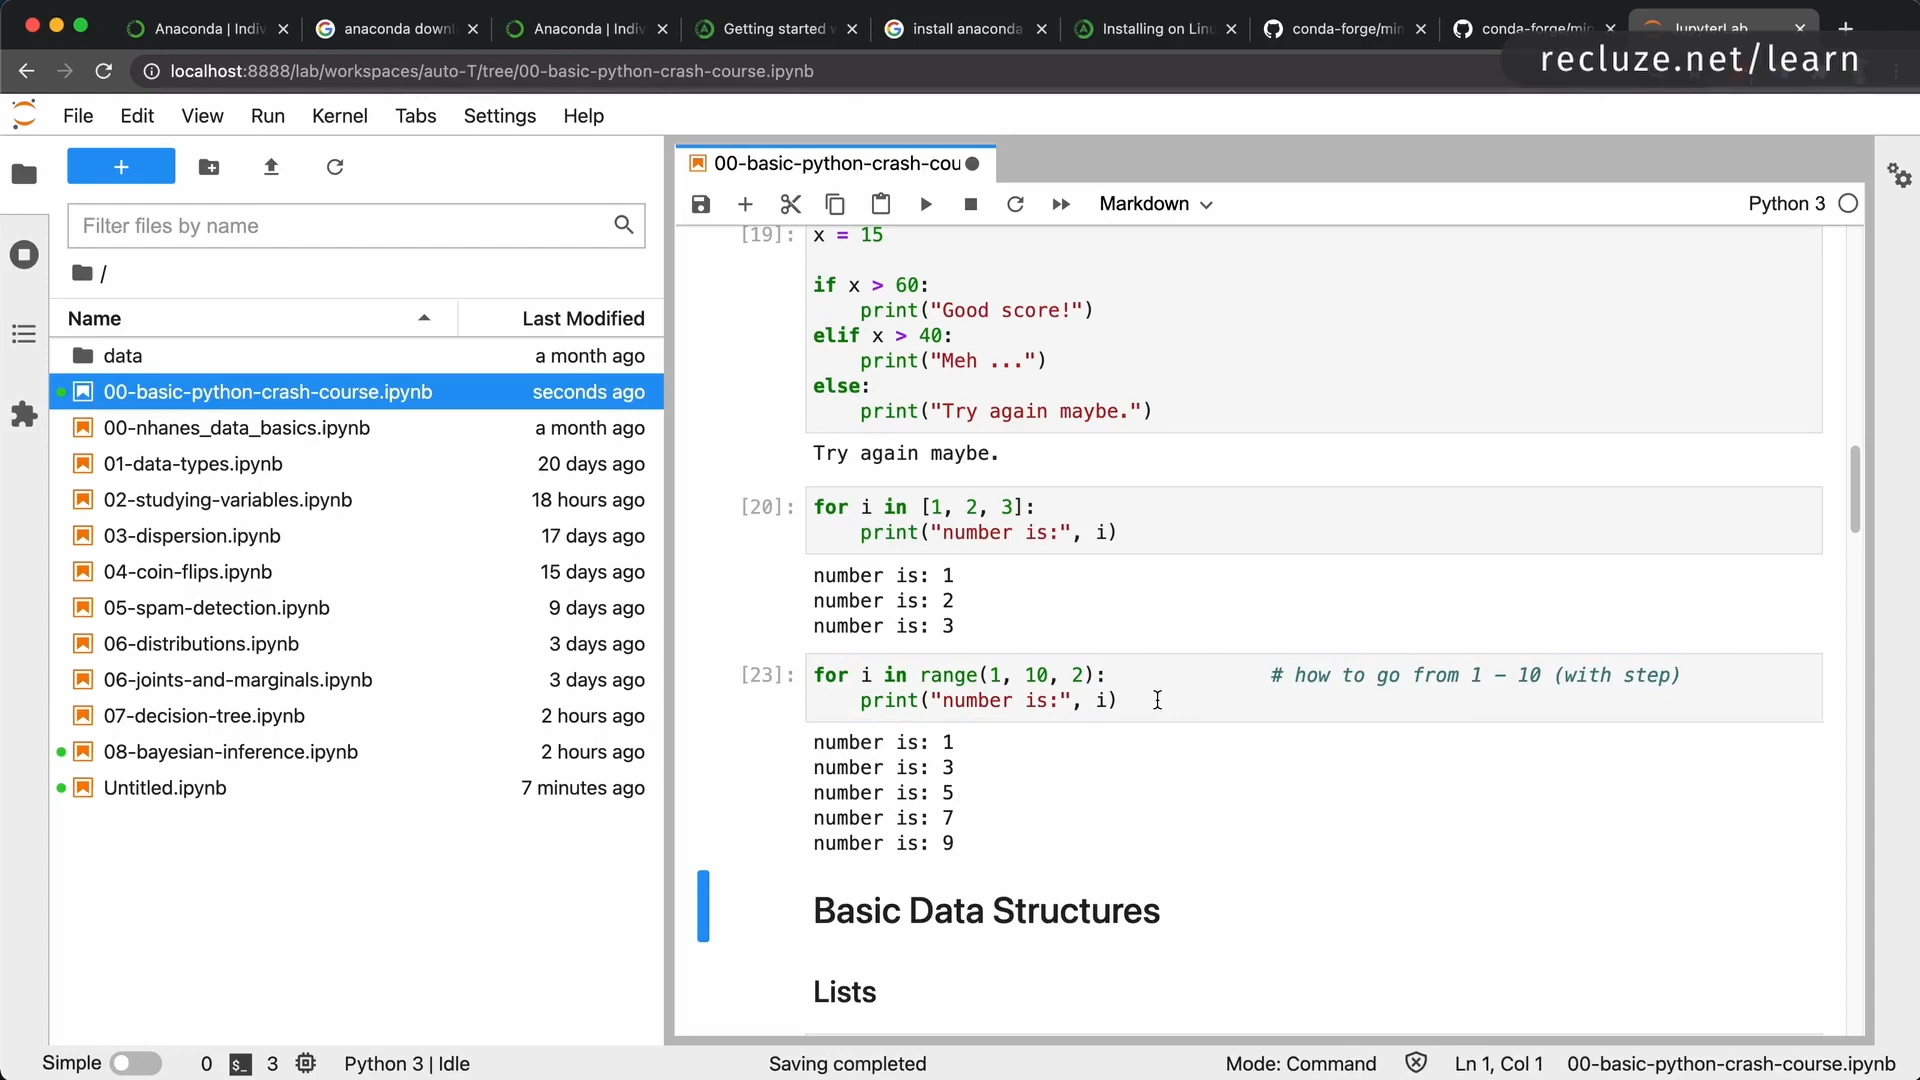 Anaconda | Indiv
anaconda downl
Anaconda | Indiv
Getting started w
install anaconda
Installing on Linu
conda-forge/min
conda-forge/min
JupyterLab
recluze.net/learn
localhost:8888/lab/workspaces/auto-T/tree/00-basic-python-crash-course.ipynb
File Edit View Run Kernel Tabs Settings Help
+
Filter files by name
/
Name Last Modified
data a month ago
00-basic-python-crash-course.ipynb seconds ago
00-nhanes_data_basics.ipynb a month ago
01-data-types.ipynb 20 days ago
02-studying-variables.ipynb 18 hours ago
03-dispersion.ipynb 17 days ago
04-coin-flips.ipynb 15 days ago
05-spam-detection.ipynb 9 days ago
06-distributions.ipynb 3 days ago
06-joints-and-marginals.ipynb 3 days ago
07-decision-tree.ipynb 2 hours ago
08-bayesian-inference.ipynb 2 hours ago
Untitled.ipynb 7 minutes ago
00-basic-python-crash-cou
Markdown
Python 3
[19]: x = 15
if x > 60:
print("Good score!")
elif x > 40:
print("Meh ...")
else:
print("Try again maybe.")
Try again maybe.
[20]: for i in [1, 2, 3]:
print("number is:", i)
number is: 1
number is: 2
number is: 3
[23]: for i in range(1, 10, 2): # how to go from 1 - 10 (with step)
print("number is:", i)
number is: 1
number is: 3
number is: 5
number is: 7
number is: 9
Basic Data Structures
Lists
Simple 0 $_ 3 Python 3 | Idle Saving completed Mode: Command Ln 1, Col 1 00-basic-python-crash-course.ipynb